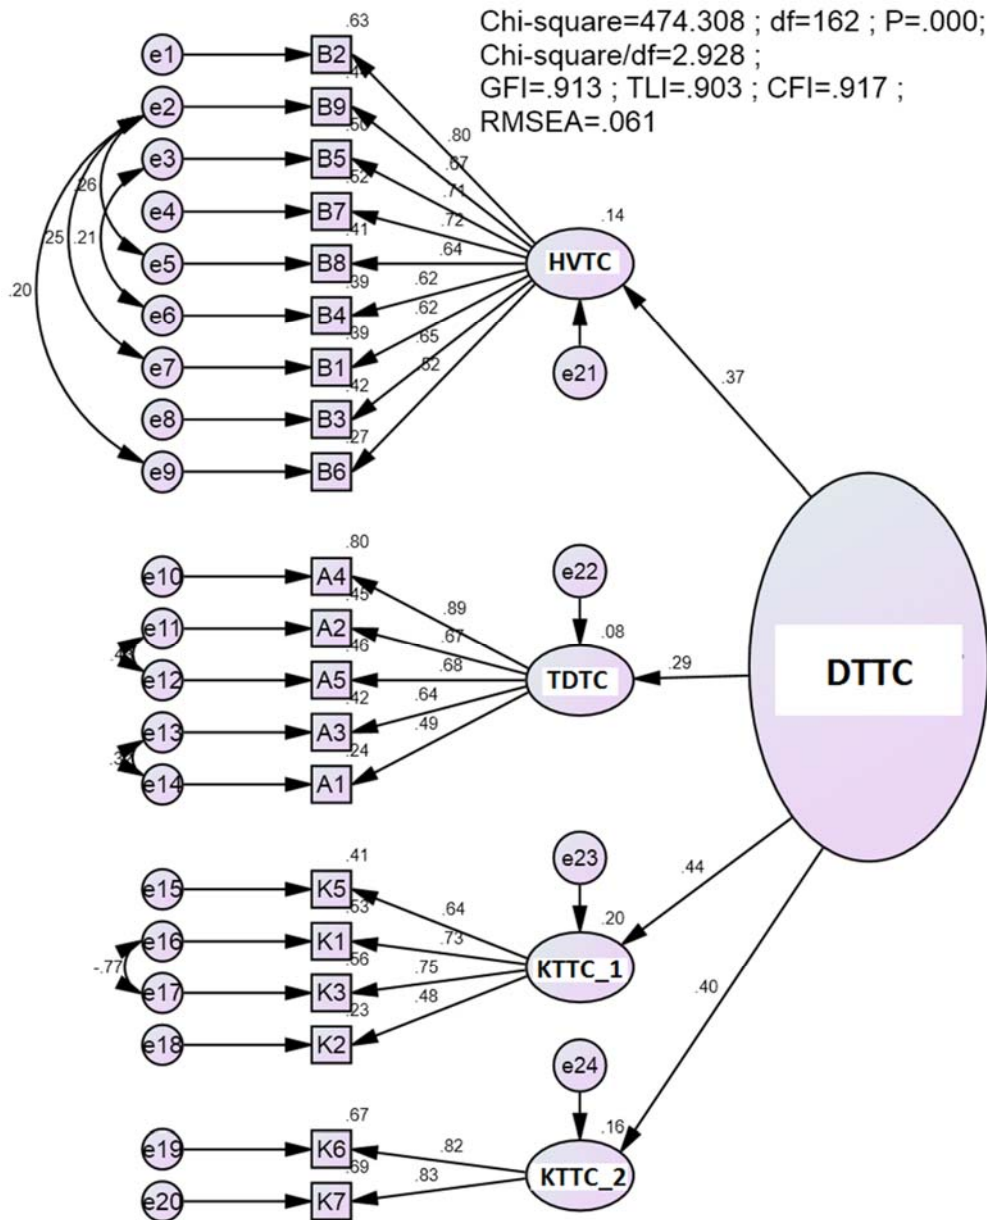 Chi-square=474.308 ; df=162 ; P=.000;
Chi-square/df=2.928 ;
GFI=.913 ; TLI=.903 ; CFI=.917 ;
RMSEA=.061
.63
e1 B2
.80
e2 B9
.50
.67
e3 B5
.52
.71
.26
e4 B7
.72
.14
.41
25 .21
e5 B8
.64
HVTC
.39
.62
.20
e6 B4
.62
.39
.65
e7 B1
.52
e21
.37
.42
e8 B3
.27
e9 B6
.80
e10 A4
e22
.45
.89
e11 A2
.67
.08
.46
e12 A5
.68
TDTC
.29
DTTC
.42
.64
e13 A3
.49
.24
e14 A1
.41
e15 K5
e23
.44
.53
.64
e16 K1
.73
.20
-.77
.56
.75
KTTC_1
e17 K3
.48
.40
.23
e18 K2
e24
.67
.16
e19 K6
.82
.69
.83
KTTC_2
e20 K7